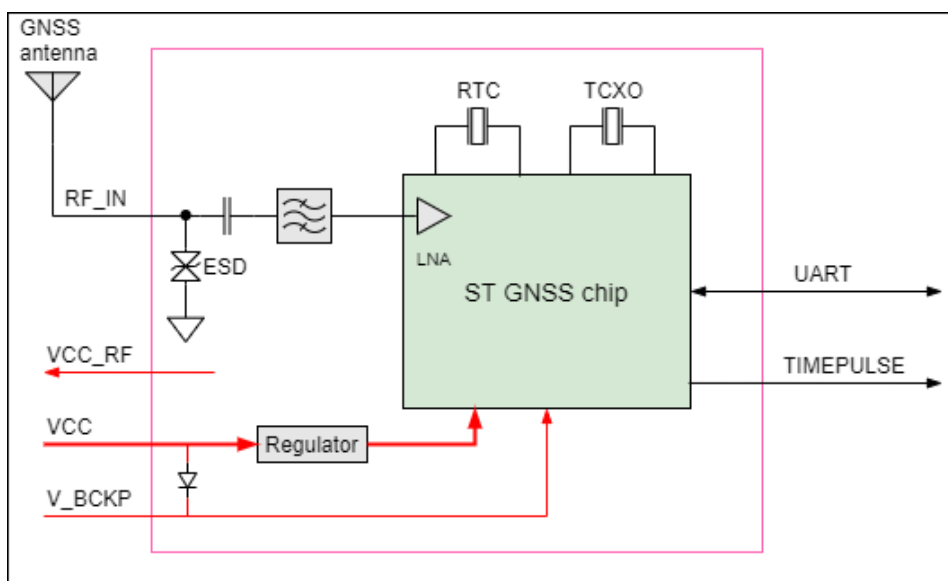 GNSS
antenna
RTC
TCXO
RF_IN
LNA
ESD
ST GNSS chip
UART
VCC_RF
TIMEPULSE
VCC
Regulator
V_BCKP